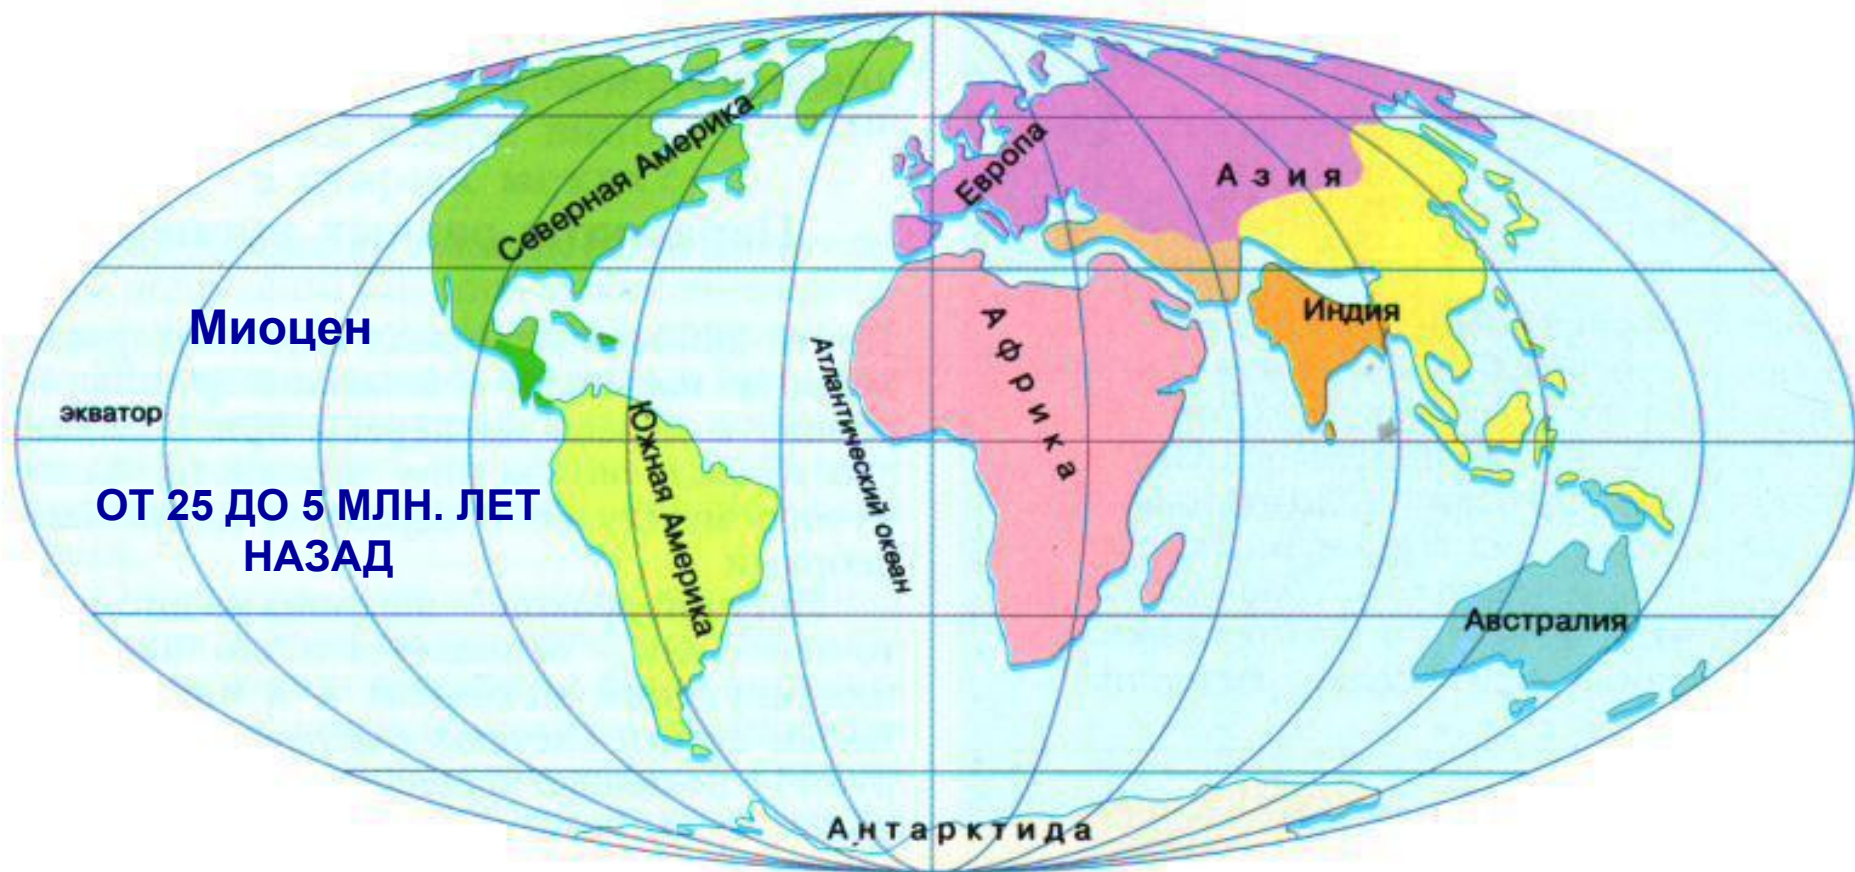 Северная Америка
Европа
Азия
Миоцен
Индия
Африка
экватор
Атлантический океан
Южная Америка
ОТ 25 ДО 5 МЛН. ЛЕТ
НАЗАД
Австралия
Антарктида